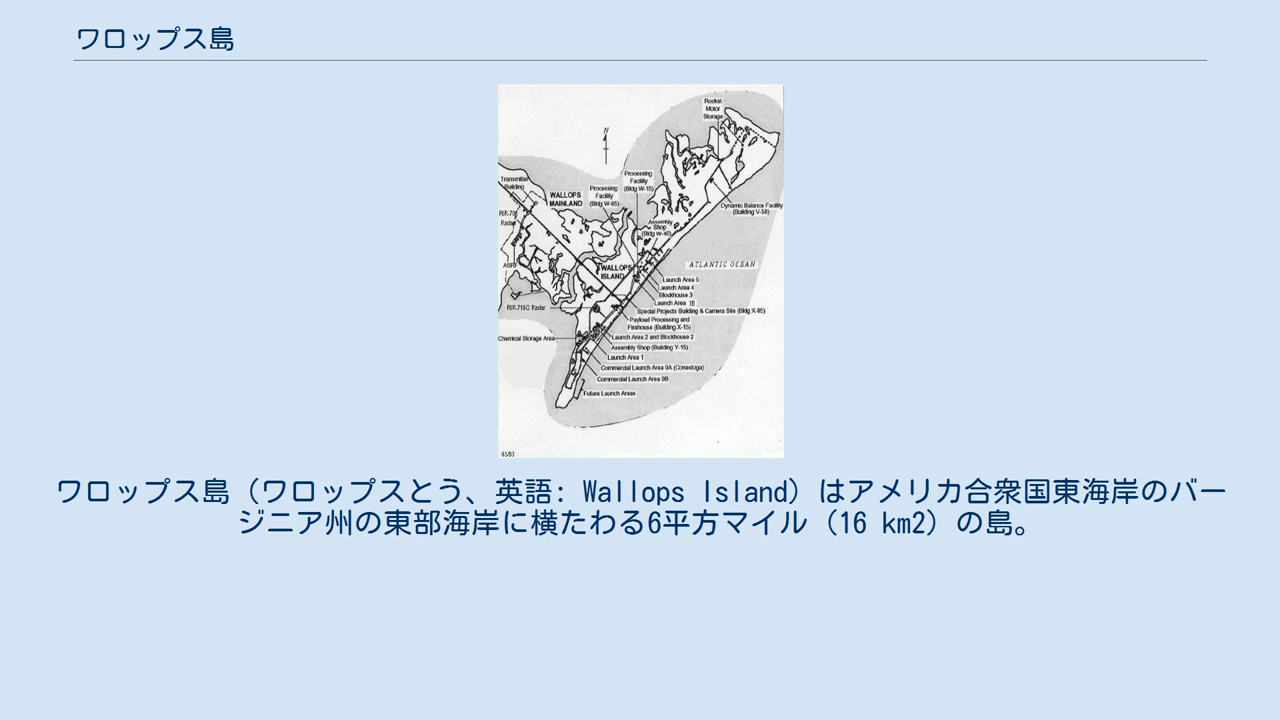 ワロップス島
Rocket
Motor
Storage
N
Processing
Facility
(Bldg W-15)
Transmitter
Building
WALLOPS
MAINLAND
Processing
Facility
(Bldg W-65)
Dynamic Balance Facility
(Building V-50)
Radar
Assembly
Shop
(Bldg W-40)
ATLANTIC OCEAN
WALLOPS
ISLAND
Launch Area 5
Launch Area 4
Blockhouse 3
Launch Area 3B
RIR-716C Radar
Special Projects Building & Camera Site (Bldg X-85)
Payload Processing and
Firehouse (Building X-15)
Chemical Storage Area
Launch Area 2 and Blockhouse 2
Assembly Shop (Building Y-15)
Launch Area 1
Commercial Launch Area 0A (Conestoga)
Commercial Launch Area 0B
Future Launch Areas
ワロップス島（ワロップスとう、英語: Wallops Island）はアメリカ合衆国東海岸のバー
ジニア州の東部海岸に横たわる6平方マイル（16 km2）の島。